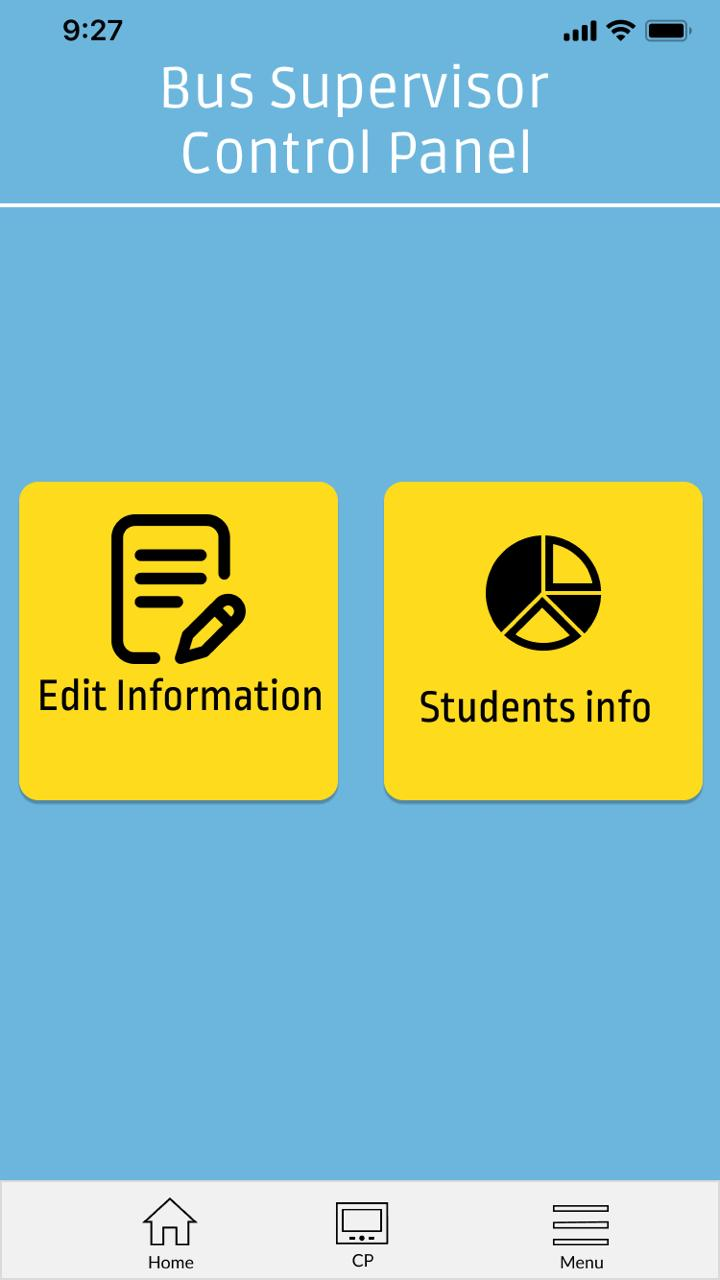 9:27
Bus Supervisor
Control Panel
Edit Information
Students info
Home
CP
Menu